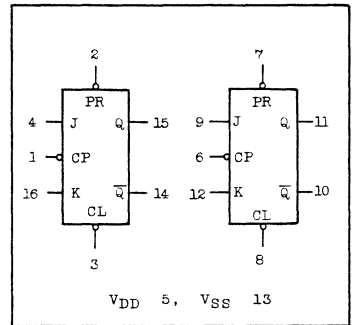 2 7
PR PR
4 J Q 15 9 J Q 11
1 CP 6 CP
16 K Q̅ 14 12 K Q̅ 10
CL CL
3 8
VDD 5, VSS 13